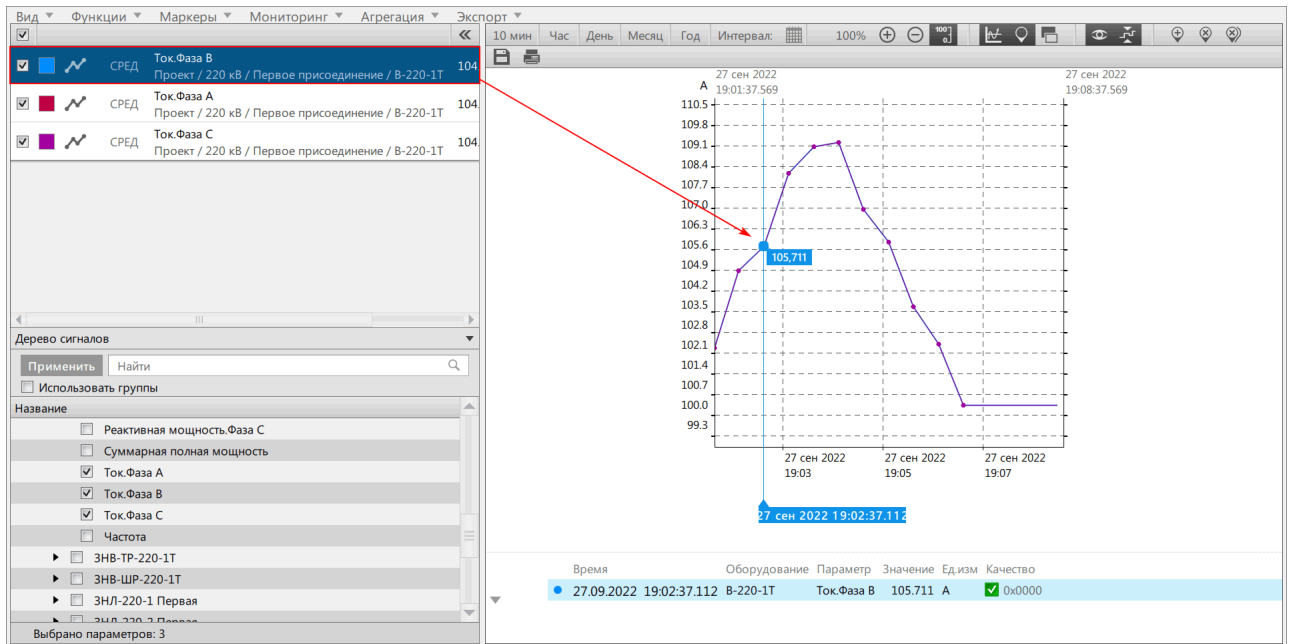 Вид Функции Маркеры Мониторинг Агрегация Экспорт
10 мин Час День Месяц Год Интервал: 100%
СРЕД Ток.Фаза B 104
Проект / 220 кВ / Первое присоединение / В-220-1Т
СРЕД Ток.Фаза А 104.
Проект / 220 кВ / Первое присоединение / В-220-1Т
СРЕД Ток.Фаза С 104.
Проект / 220 кВ / Первое присоединение / В-220-1Т
Дерево сигналов
Применить Найти
Использовать группы
Название
Реактивная мощность.Фаза С
Суммарная полная мощность
Ток.Фаза А
Ток.Фаза B
Ток.Фаза С
Частота
ЗНВ-ТР-220-1Т
ЗНВ-ШР-220-1Т
ЗНЛ-220-1 Первая
ЗНЛ-220-2 Первая
Выбрано параметров: 3
27 сен 2022
19:01:37.569
27 сен 2022
19:08:37.569
А
110.5
109.8
109.1
108.4
107.7
107.0
106.3
105.6
104.9
104.2
103.5
102.8
102.1
101.4
100.7
100.0
99.3
105,711
27 сен 2022
19:03
27 сен 2022
19:05
27 сен 2022
19:07
27 сен 2022 19:02:37.112
Время Оборудование Параметр Значение Ед.изм Качество
27.09.2022 19:02:37.112 В-220-1Т Ток.Фаза В 105.711 А 0x0000